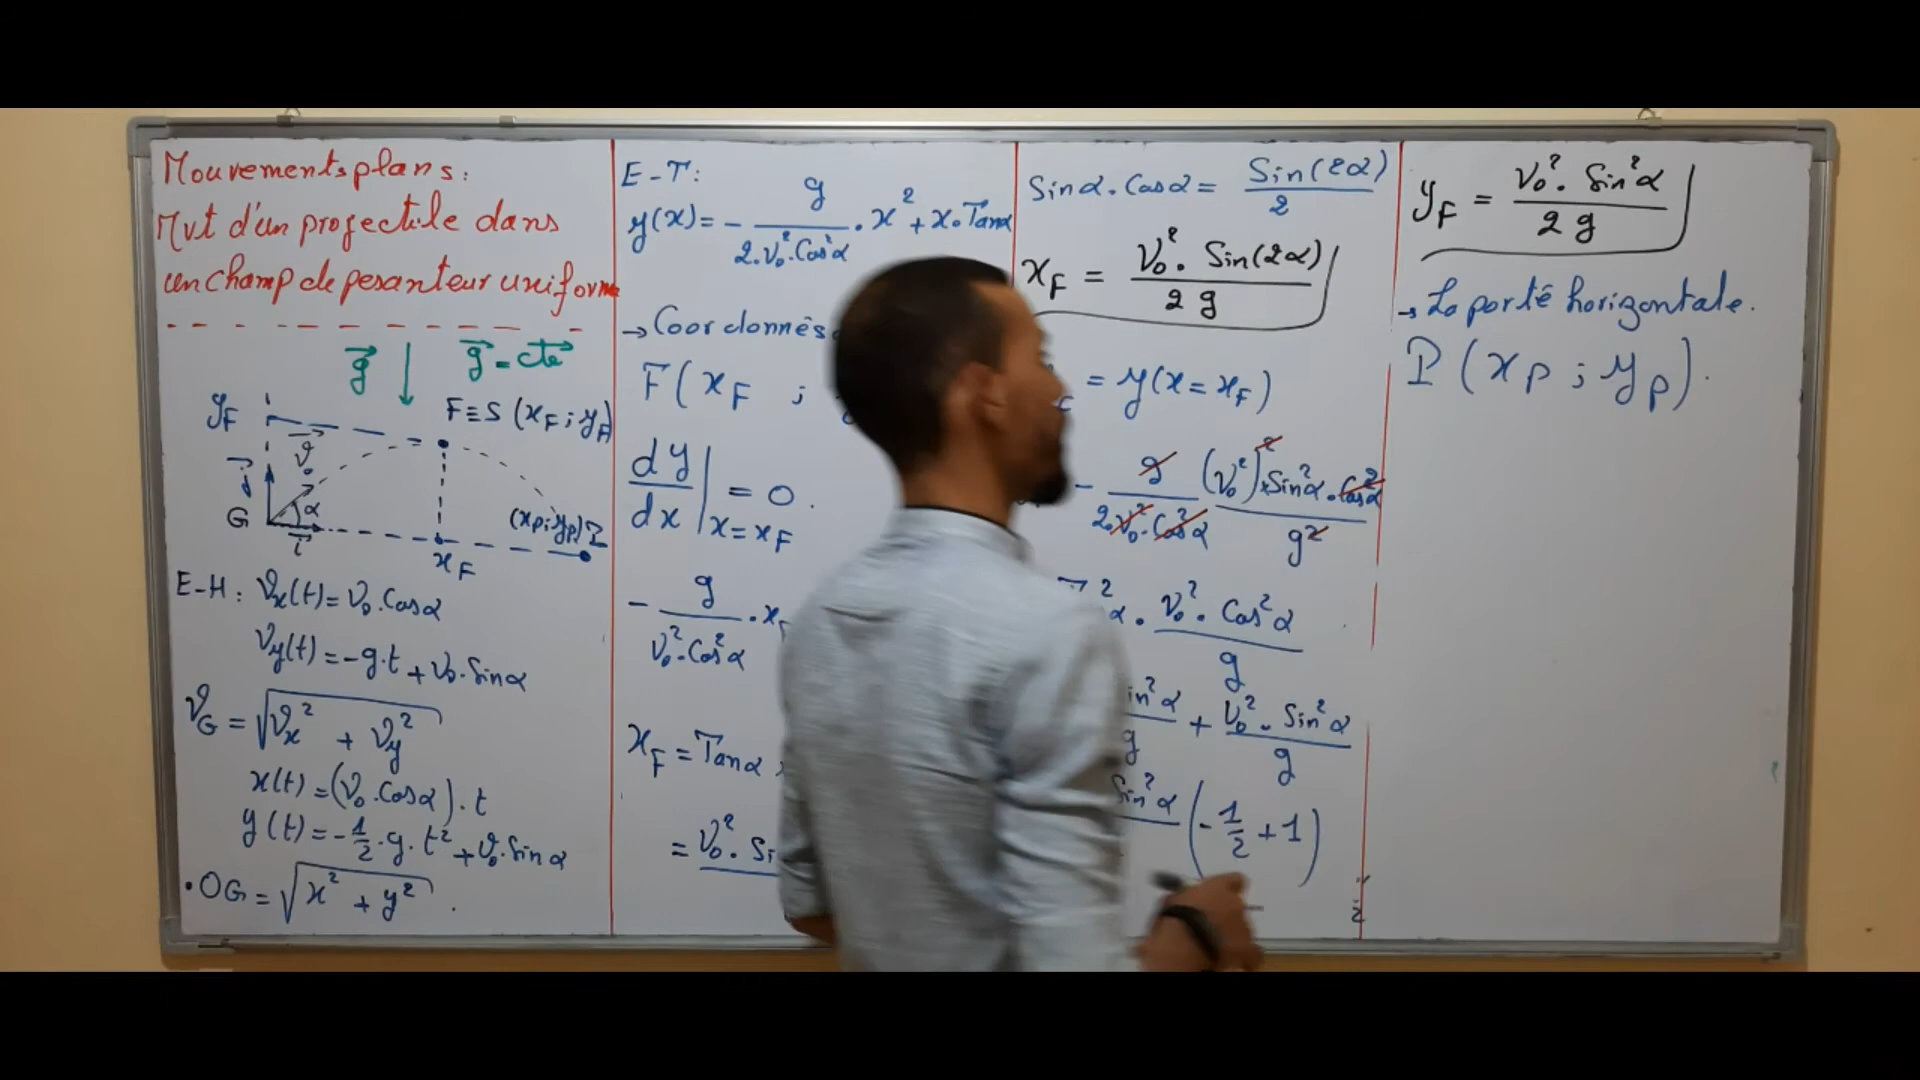 Mouvements plans:
Mvt d'un projectile dans
un champ de pesanteur uniforme
g⃗ g⃗ = cte⃗
y_F F≡S (x_F ; y_F)
v⃗₀
j⃗ α
G i⃗ x_F (x_P ; y_P) P
E-H: v_x(t) = v₀.Cosα
v_y(t) = -g.t + v₀.Sinα
v_G = √(v_x² + v_y²)
x(t) = (v₀.Cosα).t
y(t) = -1/2.g.t² + v₀.Sinα
• OG = √(x² + y²).
E-T:
y(x) = - g/(2.v₀².Cos²α) . x² + x.Tanα
→ Coordonnés
F(x_F ;
dy/dx | x=x_F = 0.
- g/(v₀².Cos²α) . x
x_F = Tanα
= v₀². Si
Sinα.Cosα = Sin(2α)/2
x_F = v₀². Sin(2α)/(2g)
= y(x = x_F)
- g/(2.v₀².Cos²α) (v₀²)² × Sin²α.Cos²α/g²
²α . v₀². Cos²α/g
in²α/g + v₀². Sin²α/g
Sin²α (-1/2 + 1)
y_F = v₀². Sin²α/(2g)
→ La porté horizontale.
P(x_P ; y_P).